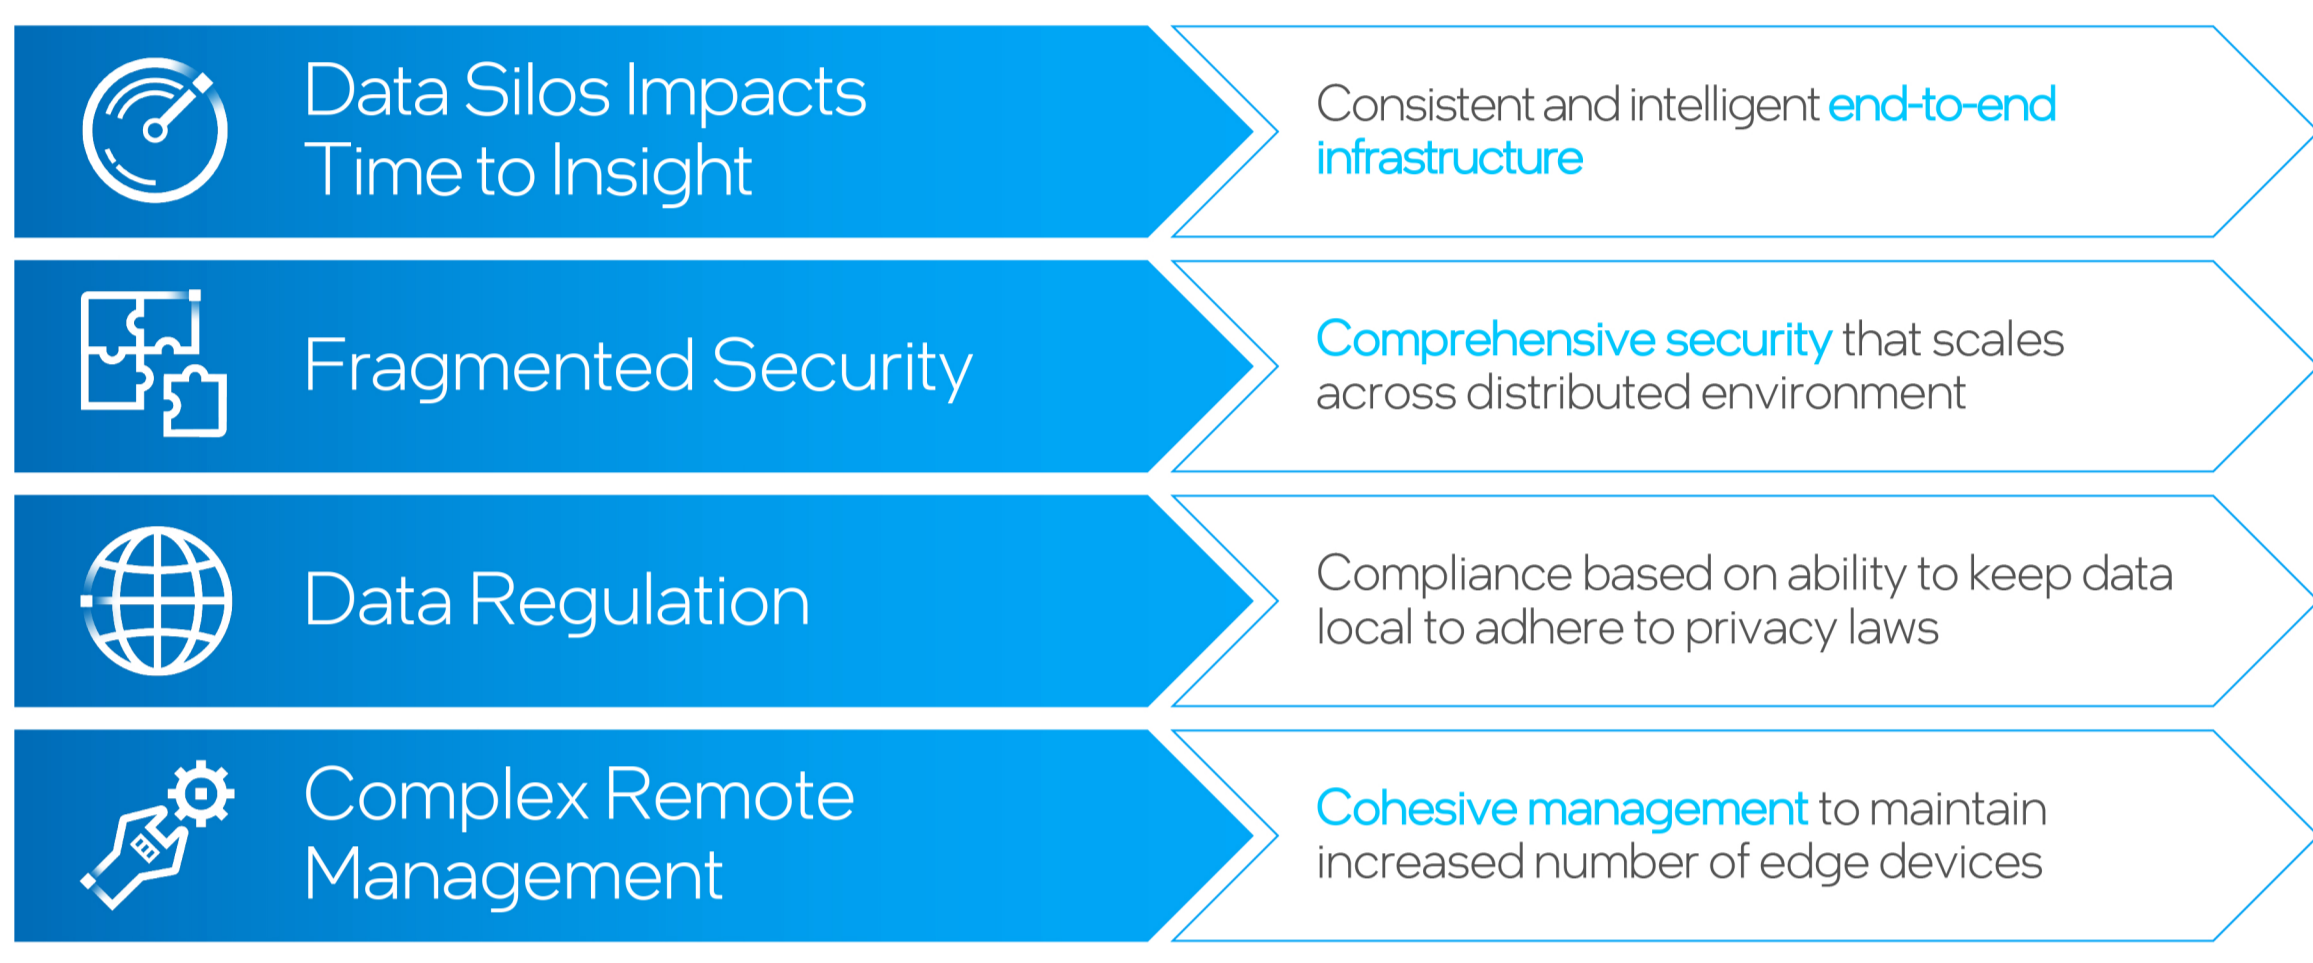 Data Silos Impacts
Time to Insight
Consistent and intelligent end-to-end
infrastructure
Fragmented Security
Comprehensive security that scales
across distributed environment
Data Regulation
Compliance based on ability to keep data
local to adhere to privacy laws
Complex Remote
Management
Cohesive management to maintain
increased number of edge devices